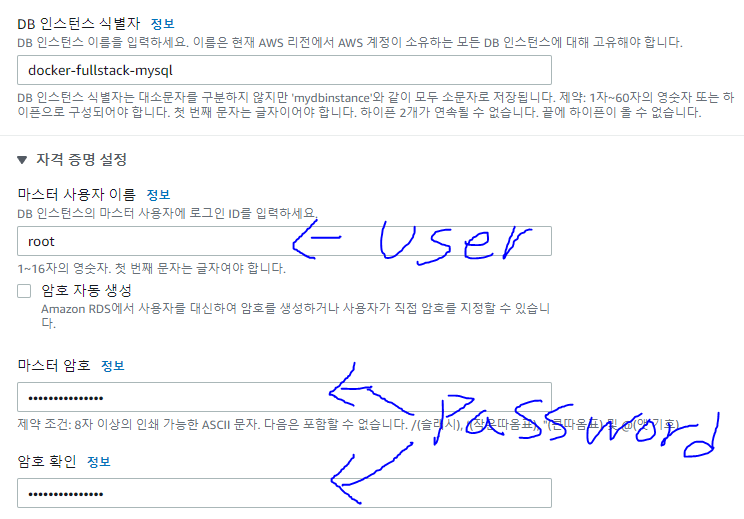 DB 인스턴스 식별자 정보
DB 인스턴스 이름을 입력하세요. 이름은 현재 AWS 리전에서 AWS 계정이 소유하는 모든 DB 인스턴스에 대해 고유해야 합니다.
docker-fullstack-mysql
DB 인스턴스 식별자는 대소문자를 구분하지 않지만 'mydbinstance'와 같이 모두 소문자로 저장됩니다. 제약: 1자~60자의 영숫자 또는 하
이픈으로 구성되어야 합니다. 첫 번째 문자는 글자이어야 합니다. 하이픈 2개가 연속될 수 없습니다. 끝에 하이픈이 올 수 없습니다.
▼ 자격 증명 설정
마스터 사용자 이름 정보
DB 인스턴스의 마스터 사용자에 로그인 ID를 입력하세요.
root ← User
1~16자의 영숫자. 첫 번째 문자는 글자여야 합니다.
암호 자동 생성
Amazon RDS에서 사용자를 대신하여 암호를 생성하거나 사용자가 직접 암호를 지정할 수 있습니
다.
마스터 암호 정보
•••••••••••••••
Password
제약 조건: 8자 이상의 인쇄 가능한 ASCII 문자. 다음은 포함할 수 없습니다. /(슬래시), '(작은따옴표), "(큰따옴표) 및 @(앳 기호).
암호 확인 정보
•••••••••••••••